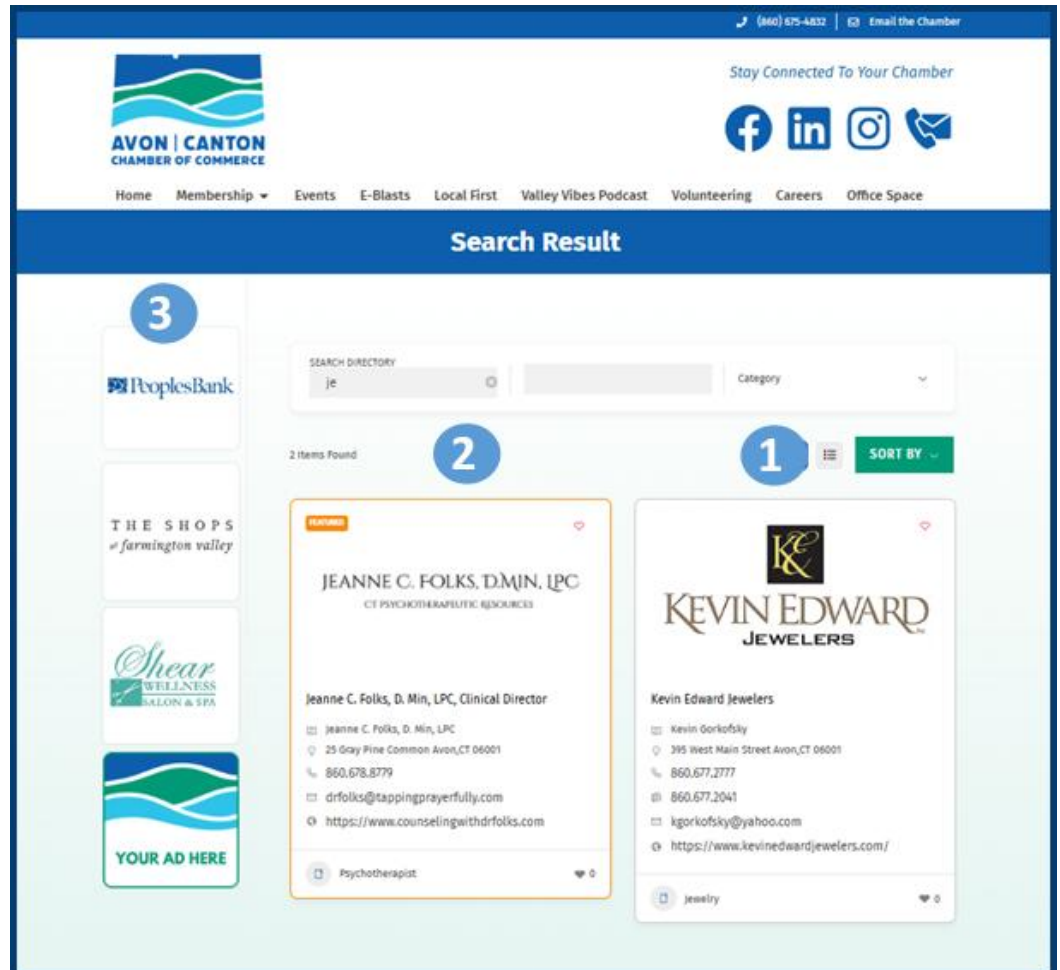 (860) 675-4832 | Email the Chamber
Stay Connected To Your Chamber
AVON | CANTON
CHAMBER OF COMMERCE
Home Membership Events E-Blasts Local First Valley Vibes Podcast Volunteering Careers Office Space
Search Result
3
PeoplesBank
THE SHOPS
at farmington valley
Shear
WELLNESS
SALON & SPA
YOUR AD HERE
SEARCH DIRECTORY
je
Category
2 Items Found
2
1
SORT BY
FEATURED
JEANNE C. FOLKS, D.MIN, LPC
CT PSYCHOTHERAPEUTIC RESOURCES
Jeanne C. Folks, D. Min, LPC, Clinical Director
Jeanne C. Folks, D. Min, LPC
25 Gray Pine Common Avon,CT 06001
860.678.8779
drfolks@tappingprayerfully.com
https://www.counselingwithdrfolks.com
Psychotherapist
0
KE
KEVIN EDWARD
JEWELERS
Kevin Edward Jewelers
Kevin Gorkofsky
395 West Main Street Avon,CT 06001
860.677.2777
860.677.2041
kgorkofsky@yahoo.com
https://www.kevinedwardjewelers.com/
Jewelry
0